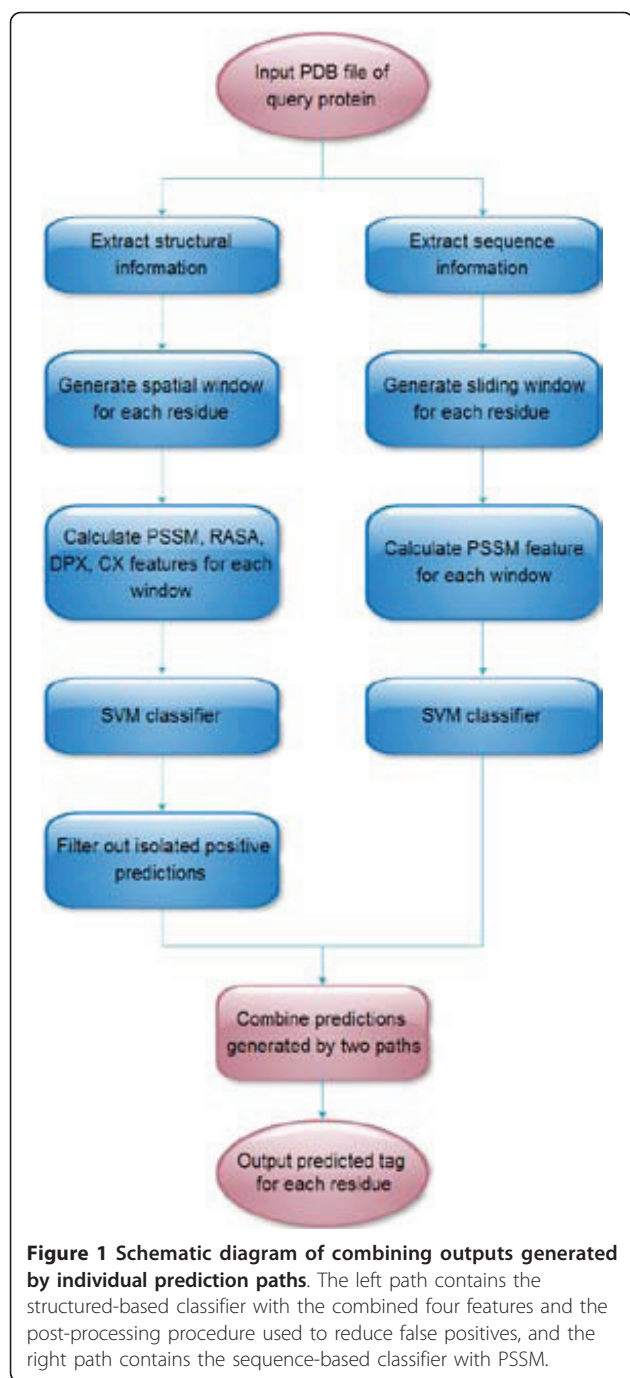 Input PDB file of
query protein
Extract structural
information
Extract sequence
information
Generate spatial window
for each residue
Generate sliding window
for each residue
Calculate PSSM, RASA,
DPX, CX features for each
window
Calculate PSSM feature
for each window
SVM classifier
SVM classifier
Filter out isolated positive
predictions
Combine predictions
generated by two paths
Output predicted tag
for each residue
Figure 1 Schematic diagram of combining outputs generated
by individual prediction paths. The left path contains the
structured-based classifier with the combined four features and the
post-processing procedure used to reduce false positives, and the
right path contains the sequence-based classifier with PSSM.